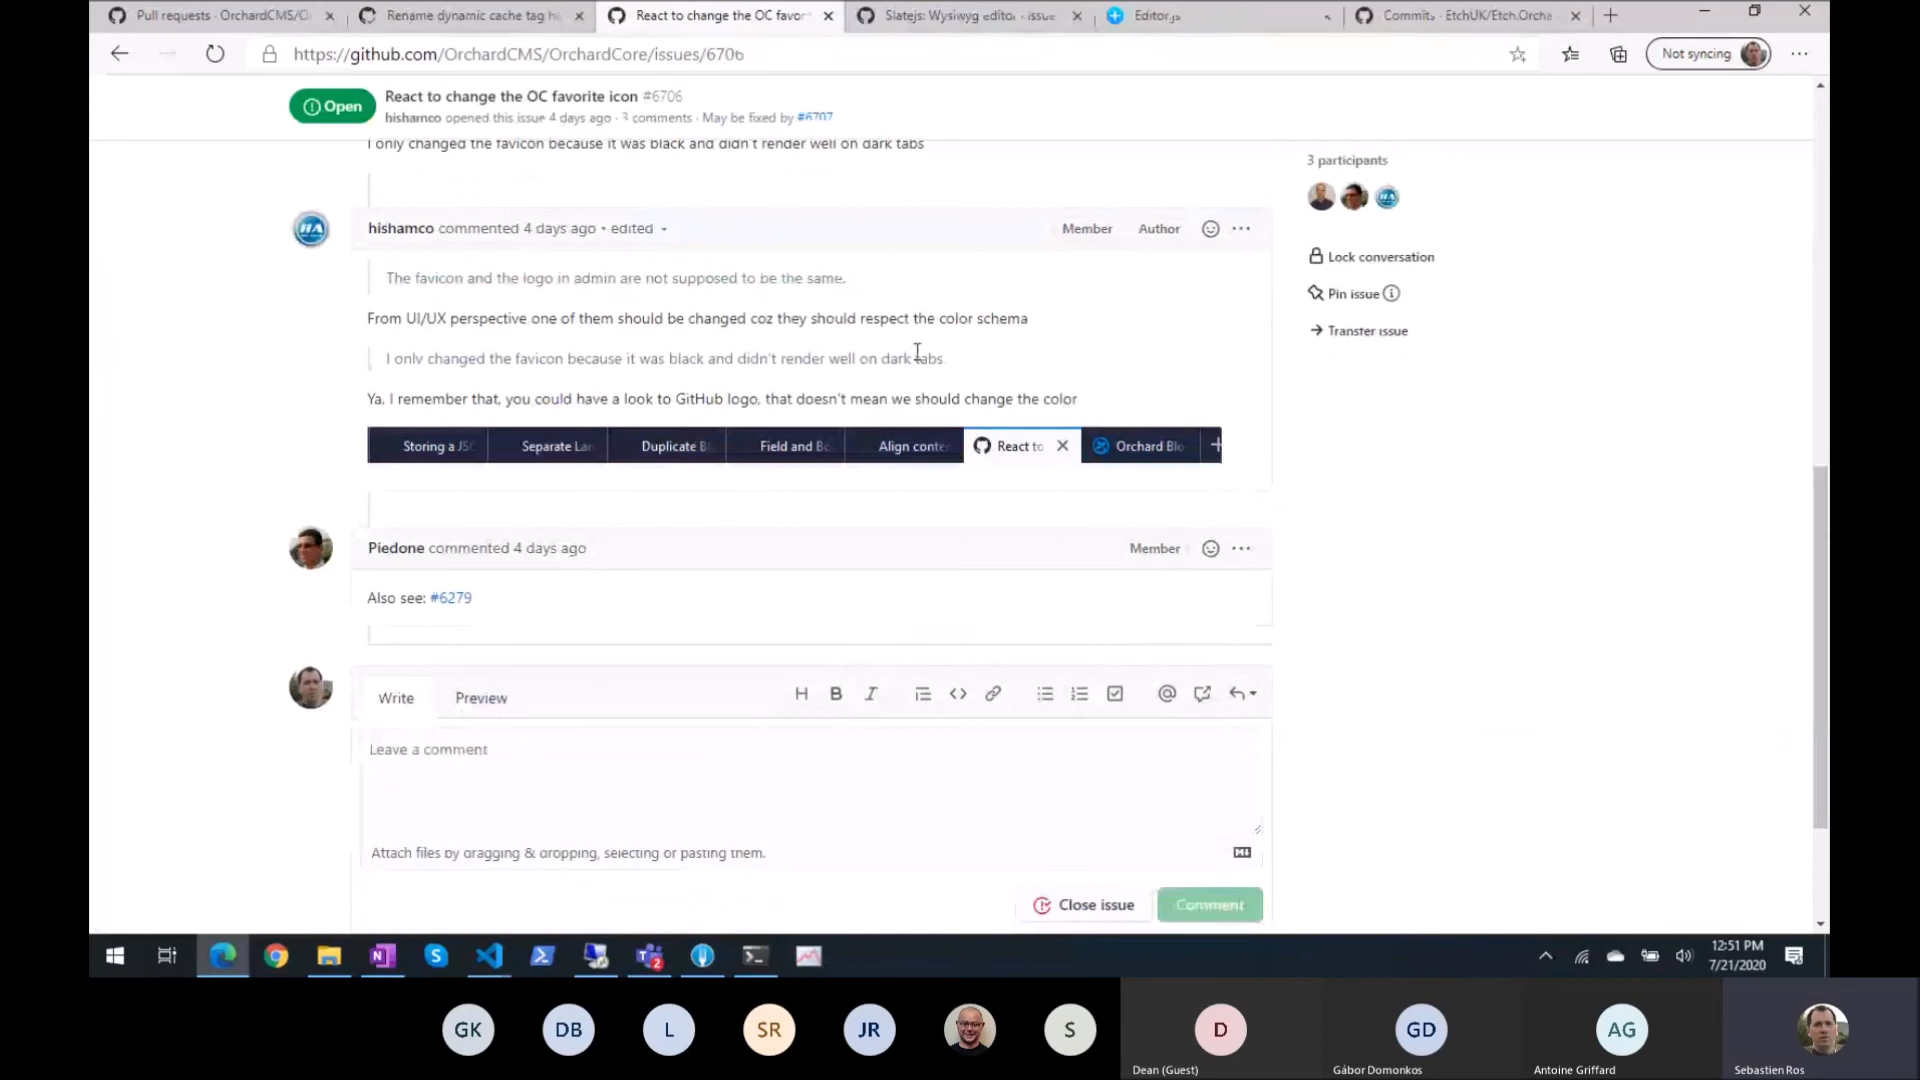 Pull requests · OrchardCMS/O
Rename dynamic cache tag he
React to change the OC favor
Slatejs: Wysiwyg editor · issue
Editor.js
Commits · EtchUK/Etch.Orcha
https://github.com/OrchardCMS/OrchardCore/issues/6706
Not syncing
Open
React to change the OC favorite icon #6706
hishamco opened this issue 4 days ago · 3 comments · May be fixed by #6707
I only changed the favicon because it was black and didn't render well on dark tabs
3 participants
hishamco commented 4 days ago • edited
Member
Author
Lock conversation
The favicon and the logo in admin are not supposed to be the same.
Pin issue
From UI/UX perspective one of them should be changed coz they should respect the color schema
Transfer issue
I only changed the favicon because it was black and didn't render well on dark tabs.
Ya, I remember that, you could have a look to GitHub logo, that doesn't mean we should change the color
Storing a JSO
Separate Lan
Duplicate Bl
Field and Bo
Align conten
React to
Orchard Blo
Piedone commented 4 days ago
Member
Also see: #6279
Write
Preview
H B I
Leave a comment
Attach files by dragging & dropping, selecting or pasting them.
Close issue
Comment
12:51 PM
7/21/2020
GK
DB
L
SR
JR
S
D
GD
AG
Dean (Guest)
Gábor Domonkos
Antoine Griffard
Sebastien Ros